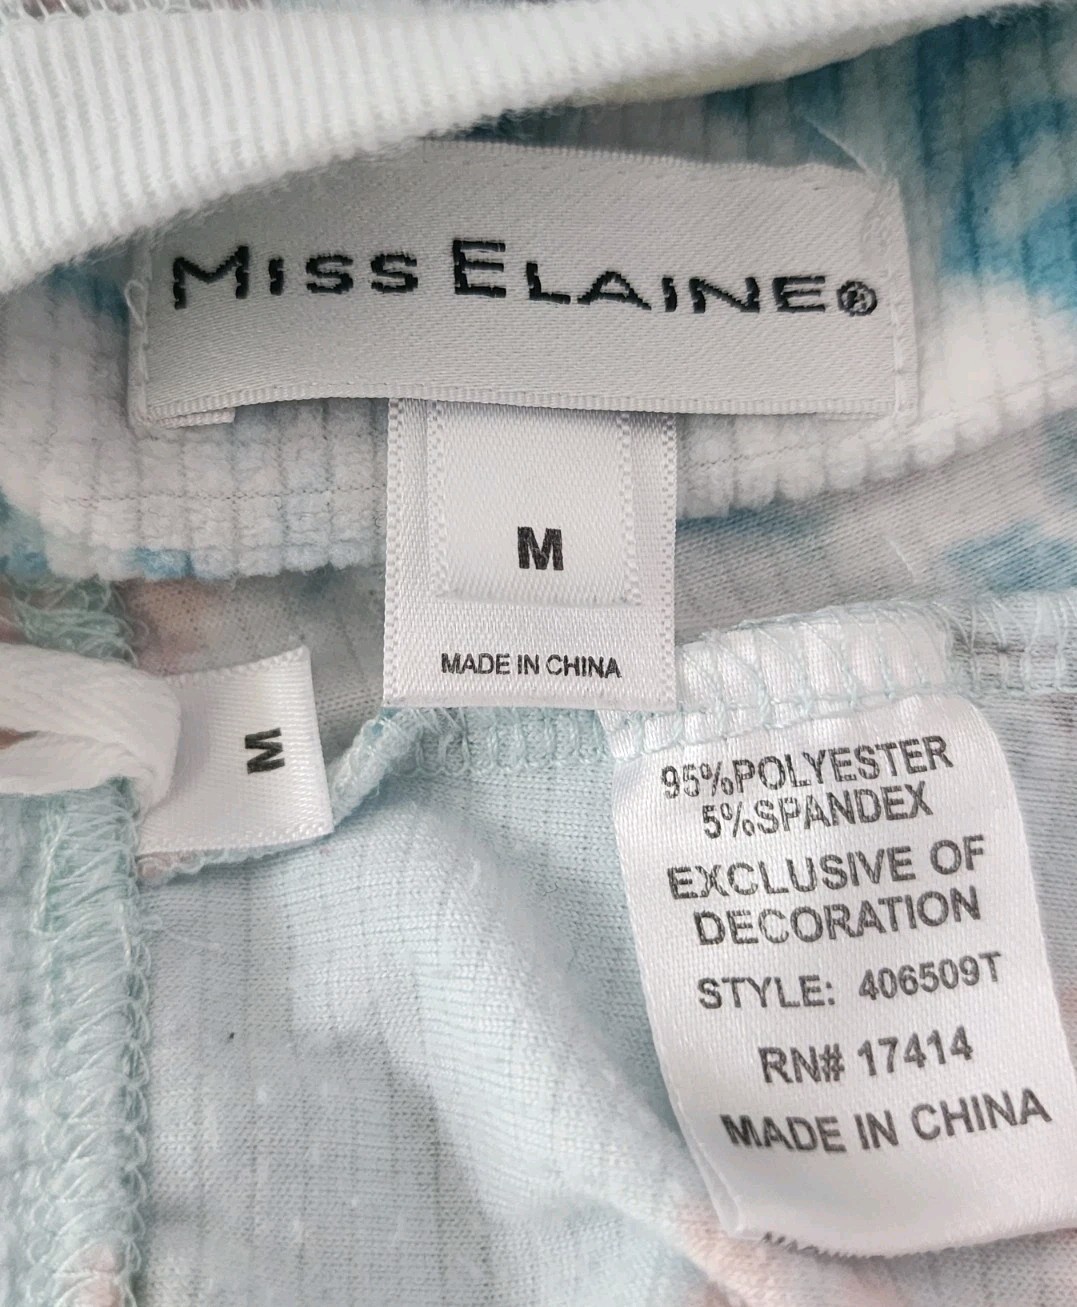 MISS ELAINE®
M
MADE IN CHINA
M
95%POLYESTER
5%SPANDEX
EXCLUSIVE OF
DECORATION
STYLE: 406509T
RN# 17414
MADE IN CHINA